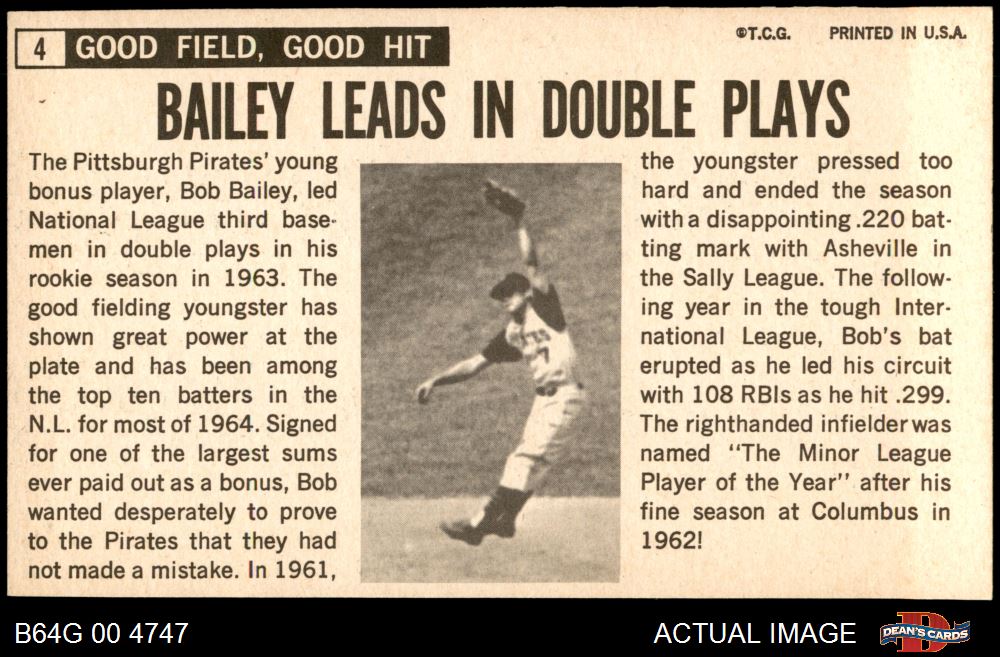 4 GOOD FIELD, GOOD HIT
©T.C.G. PRINTED IN U.S.A.
BAILEY LEADS IN DOUBLE PLAYS
The Pittsburgh Pirates' young
bonus player, Bob Bailey, led
National League third base-
men in double plays in his
rookie season in 1963. The
good fielding youngster has
shown great power at the
plate and has been among
the top ten batters in the
N.L. for most of 1964. Signed
for one of the largest sums
ever paid out as a bonus, Bob
wanted desperately to prove
to the Pirates that they had
not made a mistake. In 1961,
the youngster pressed too
hard and ended the season
with a disappointing .220 bat-
ting mark with Asheville in
the Sally League. The follow-
ing year in the tough Inter-
national League, Bob's bat
erupted as he led his circuit
with 108 RBIs as he hit .299.
The righthanded infielder was
named "The Minor League
Player of the Year" after his
fine season at Columbus in
1962!
7
B64G 00 4747
ACTUAL IMAGE
D
DEAN'S CARDS